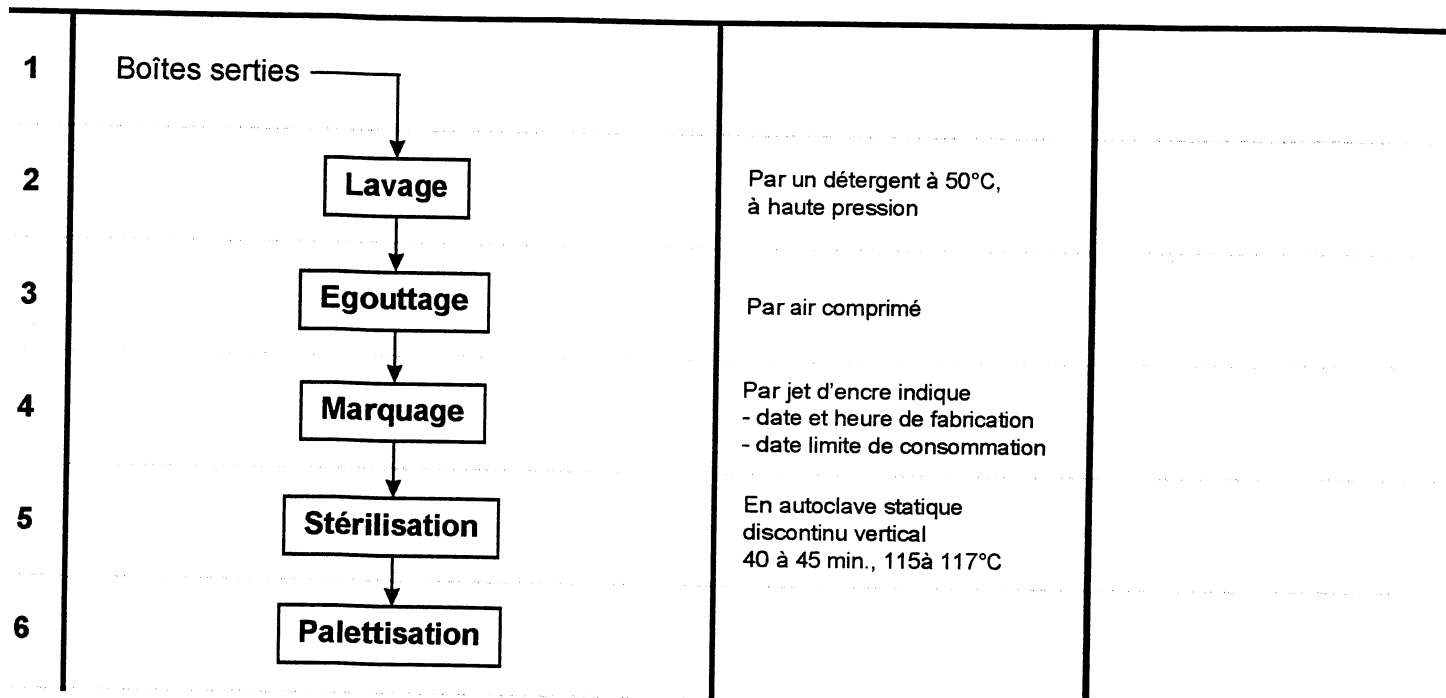 1
Boîtes serties
2
Lavage
Par un détergent à 50°C,
à haute pression
3
Egouttage
Par air comprimé
4
Marquage
Par jet d'encre indique
- date et heure de fabrication
- date limite de consommation
5
Stérilisation
En autoclave statique
discontinu vertical
40 à 45 min., 115à 117°C
6
Palettisation